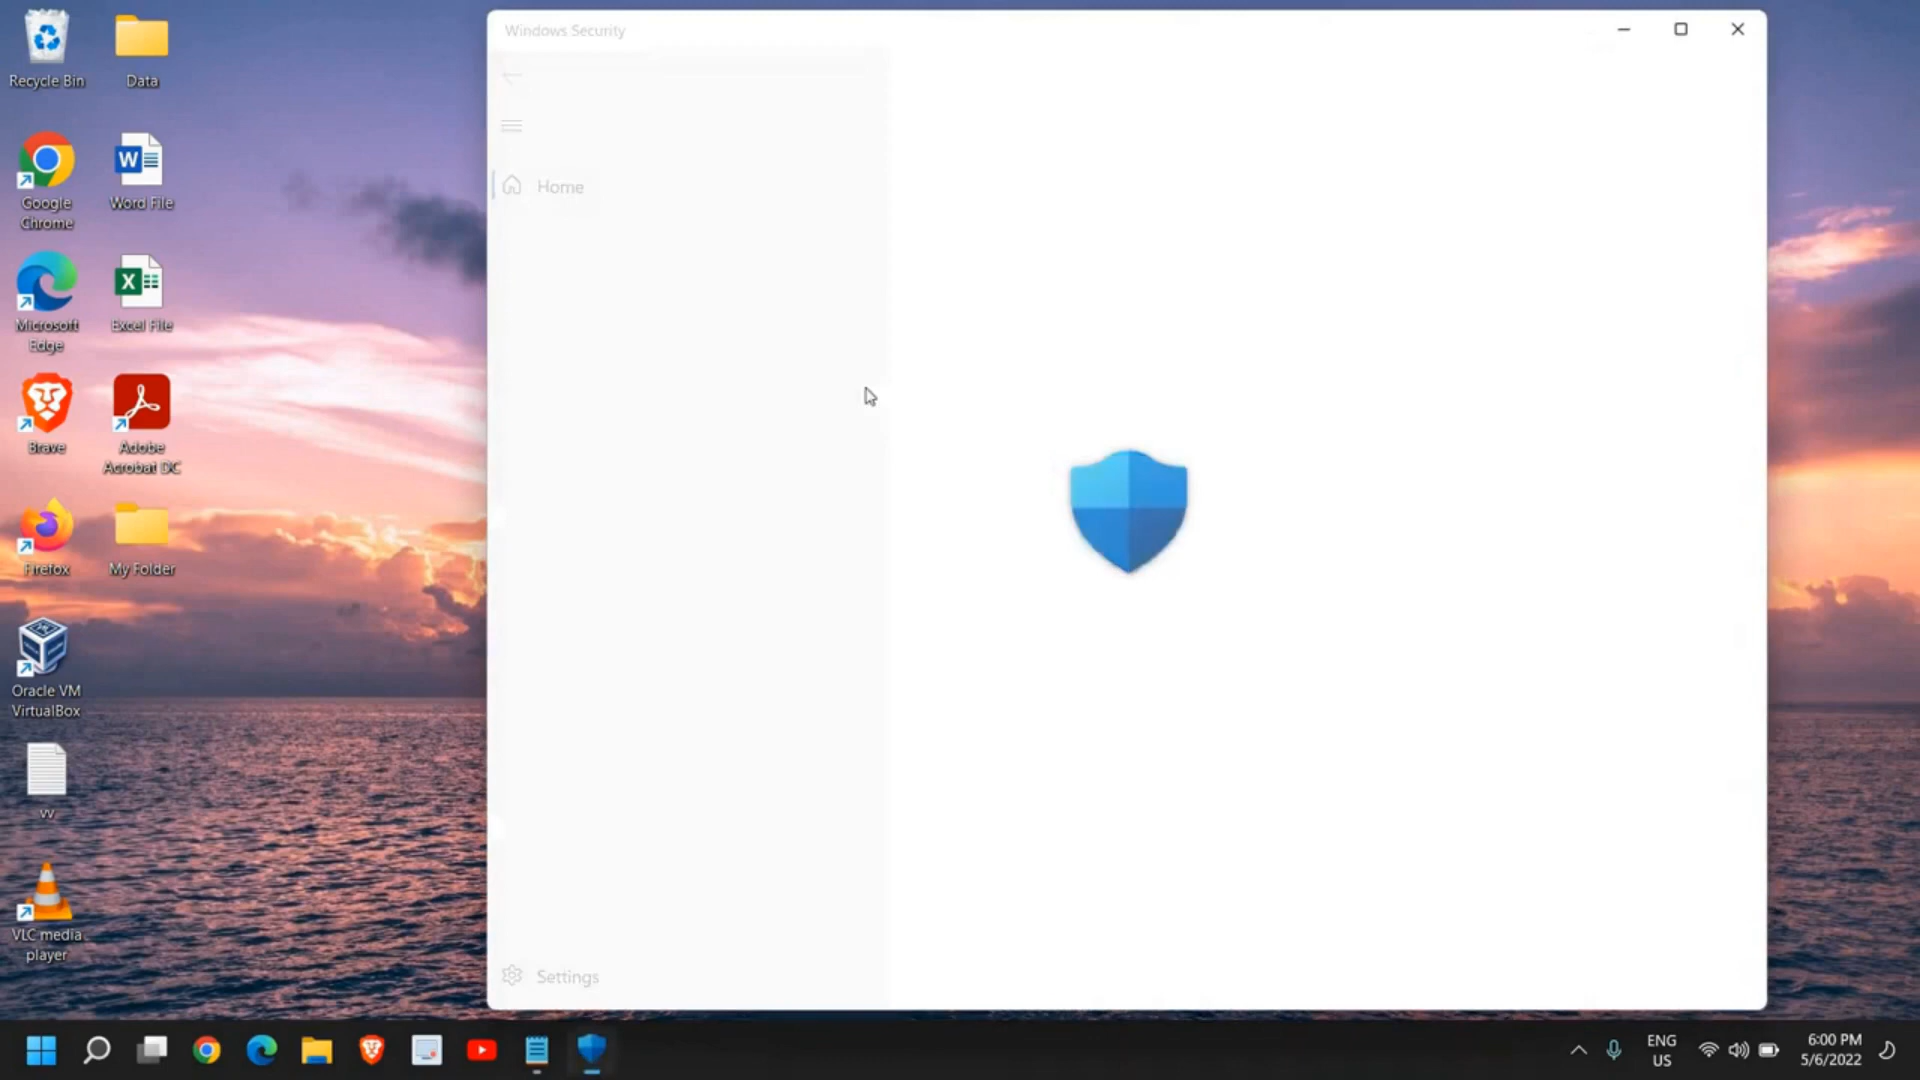 Windows Security
Home
Settings
Recycle Bin
Data
Google
Chrome
Word File
Microsoft
Edge
Excel File
Brave
Adobe
Acrobat DC
Firefox
My Folder
Oracle VM
VirtualBox
vv
VLC media
player
ENG
US
6:00 PM
5/6/2022